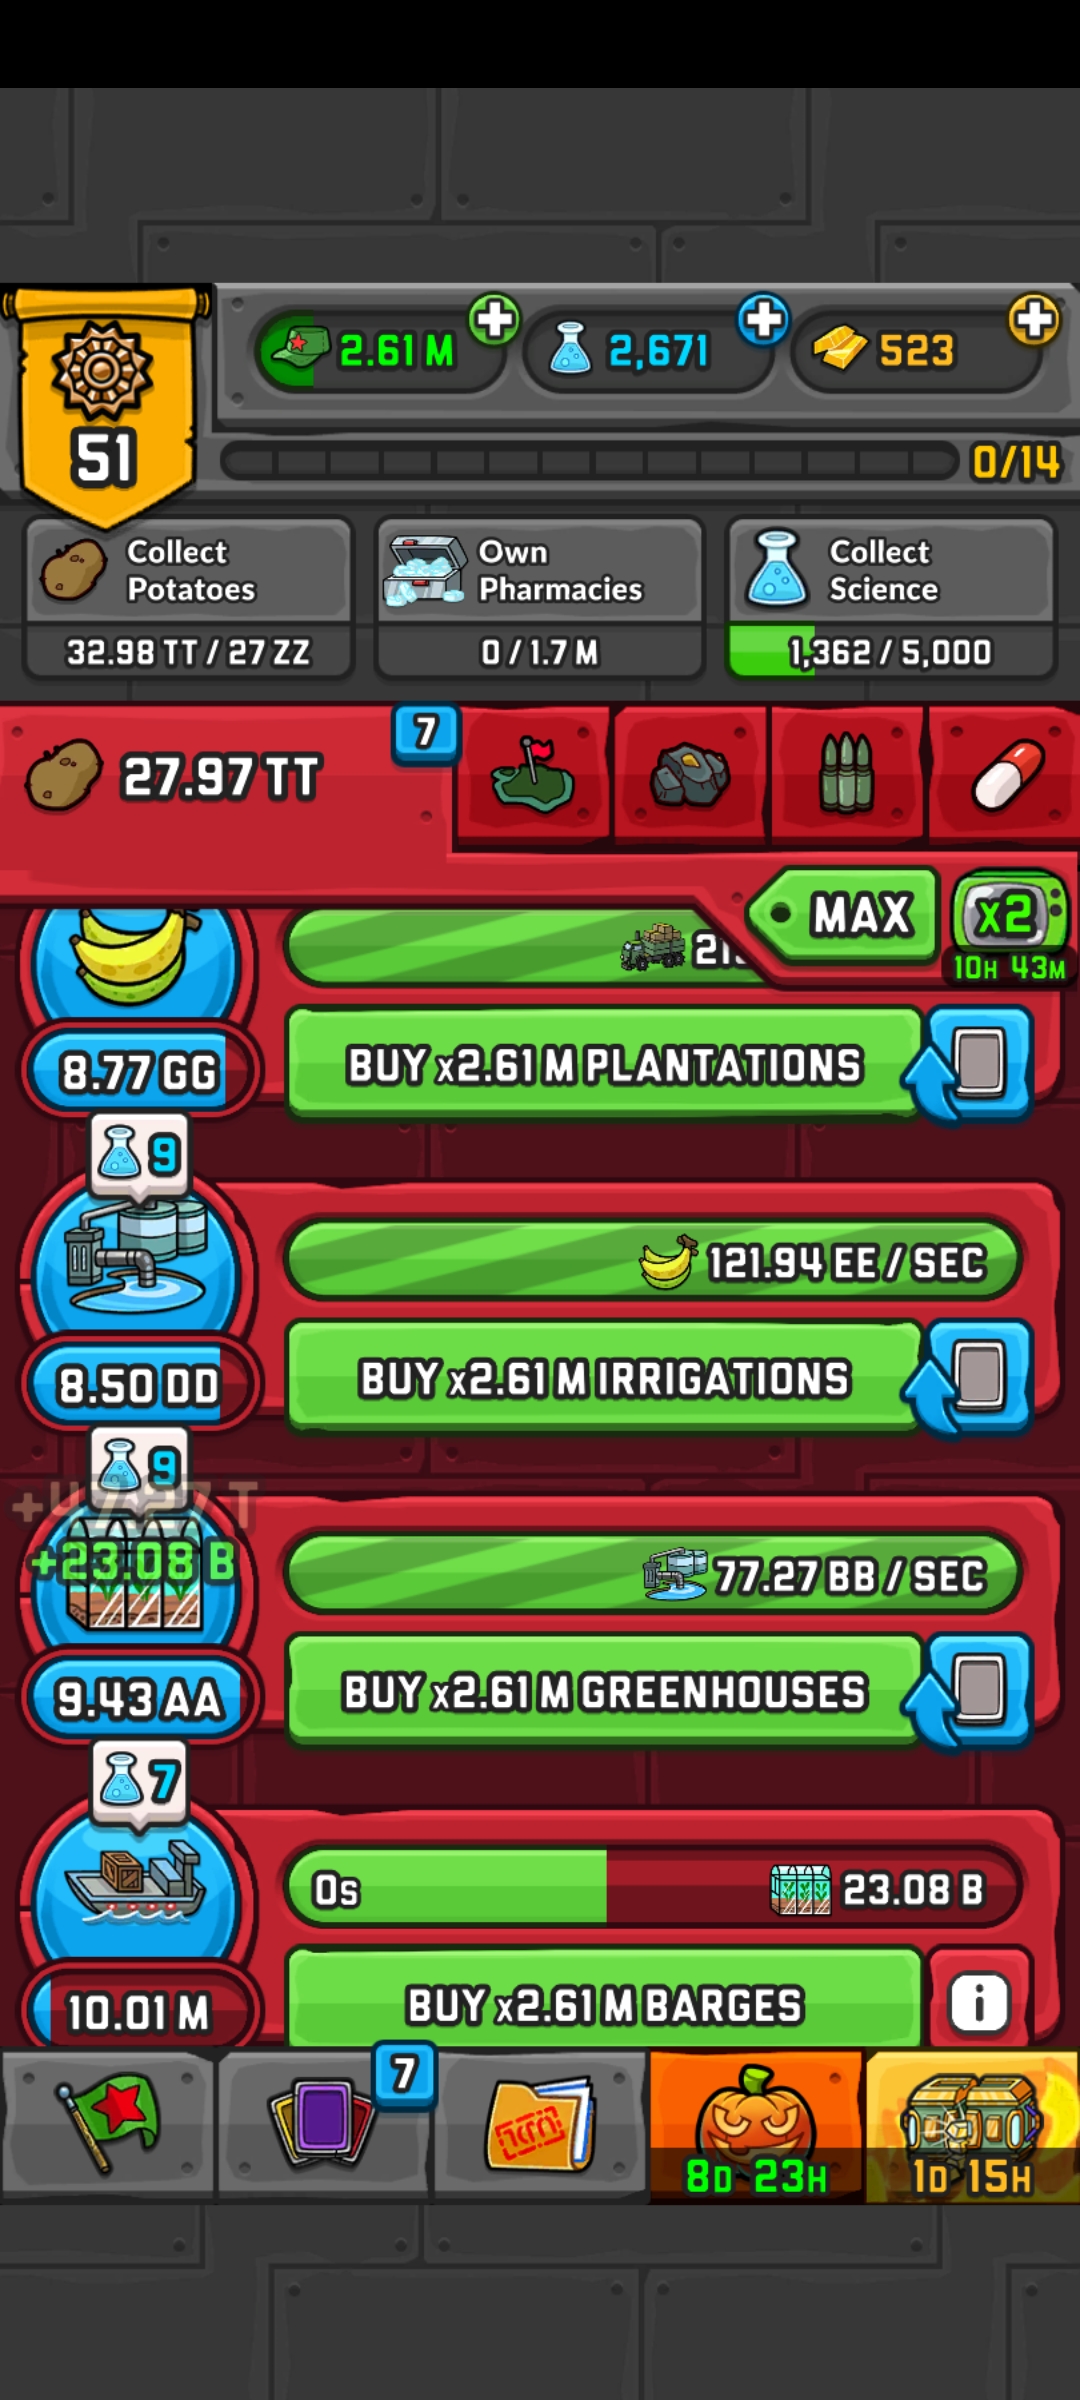 51
2.61 M
2,671
523
0/14
Collect Potatoes
32.98 TT / 27 ZZ
Own Pharmacies
0 / 1.7 M
Collect Science
1,362 / 5,000
27.97 TT
7
MAX
x2
10H 43M
8.77 GG
BUY x2.61 M PLANTATIONS
9
121.94 EE / SEC
8.50 DD
BUY x2.61 M IRRIGATIONS
9
+23.08 B
77.27 BB / SEC
9.43 AA
BUY x2.61 M GREENHOUSES
7
0s
23.08 B
10.01 M
BUY x2.61 M BARGES
i
7
8D 23H
1D 15H